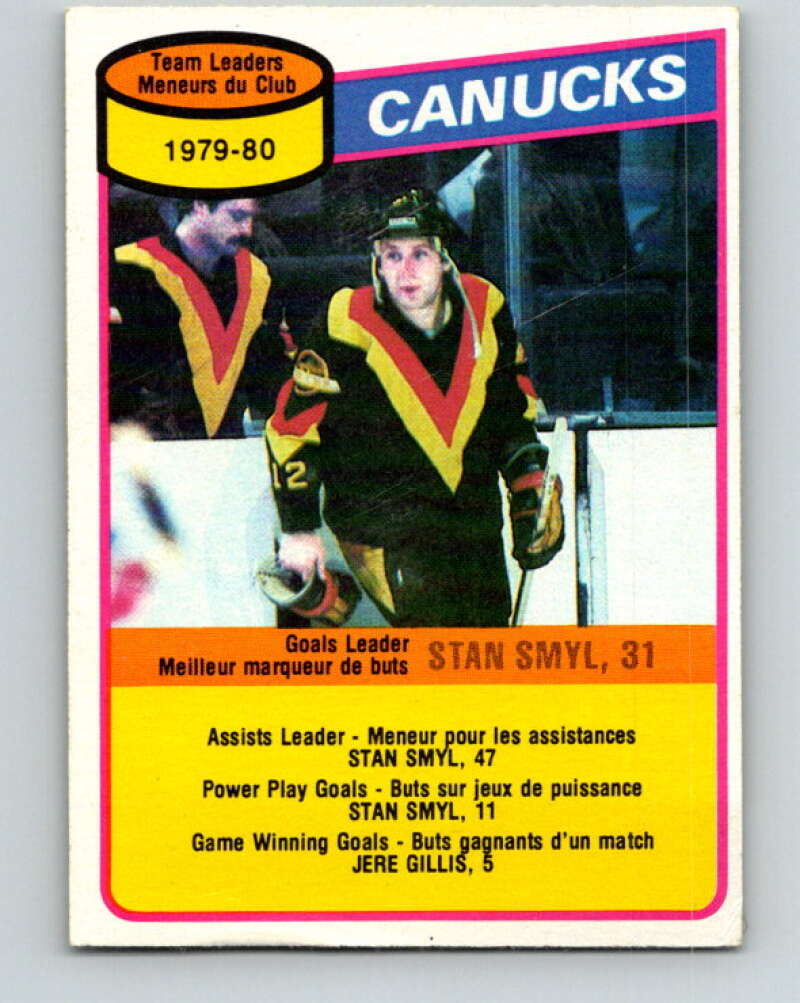 Team Leaders
Meneurs du Club
1979-80
CANUCKS
12
Goals Leader
Meilleur marqueur de buts
STAN SMYL, 31
Assists Leader - Meneur pour les assistances
STAN SMYL, 47
Power Play Goals - Buts sur jeux de puissance
STAN SMYL, 11
Game Winning Goals - Buts gagnants d'un match
JERE GILLIS, 5